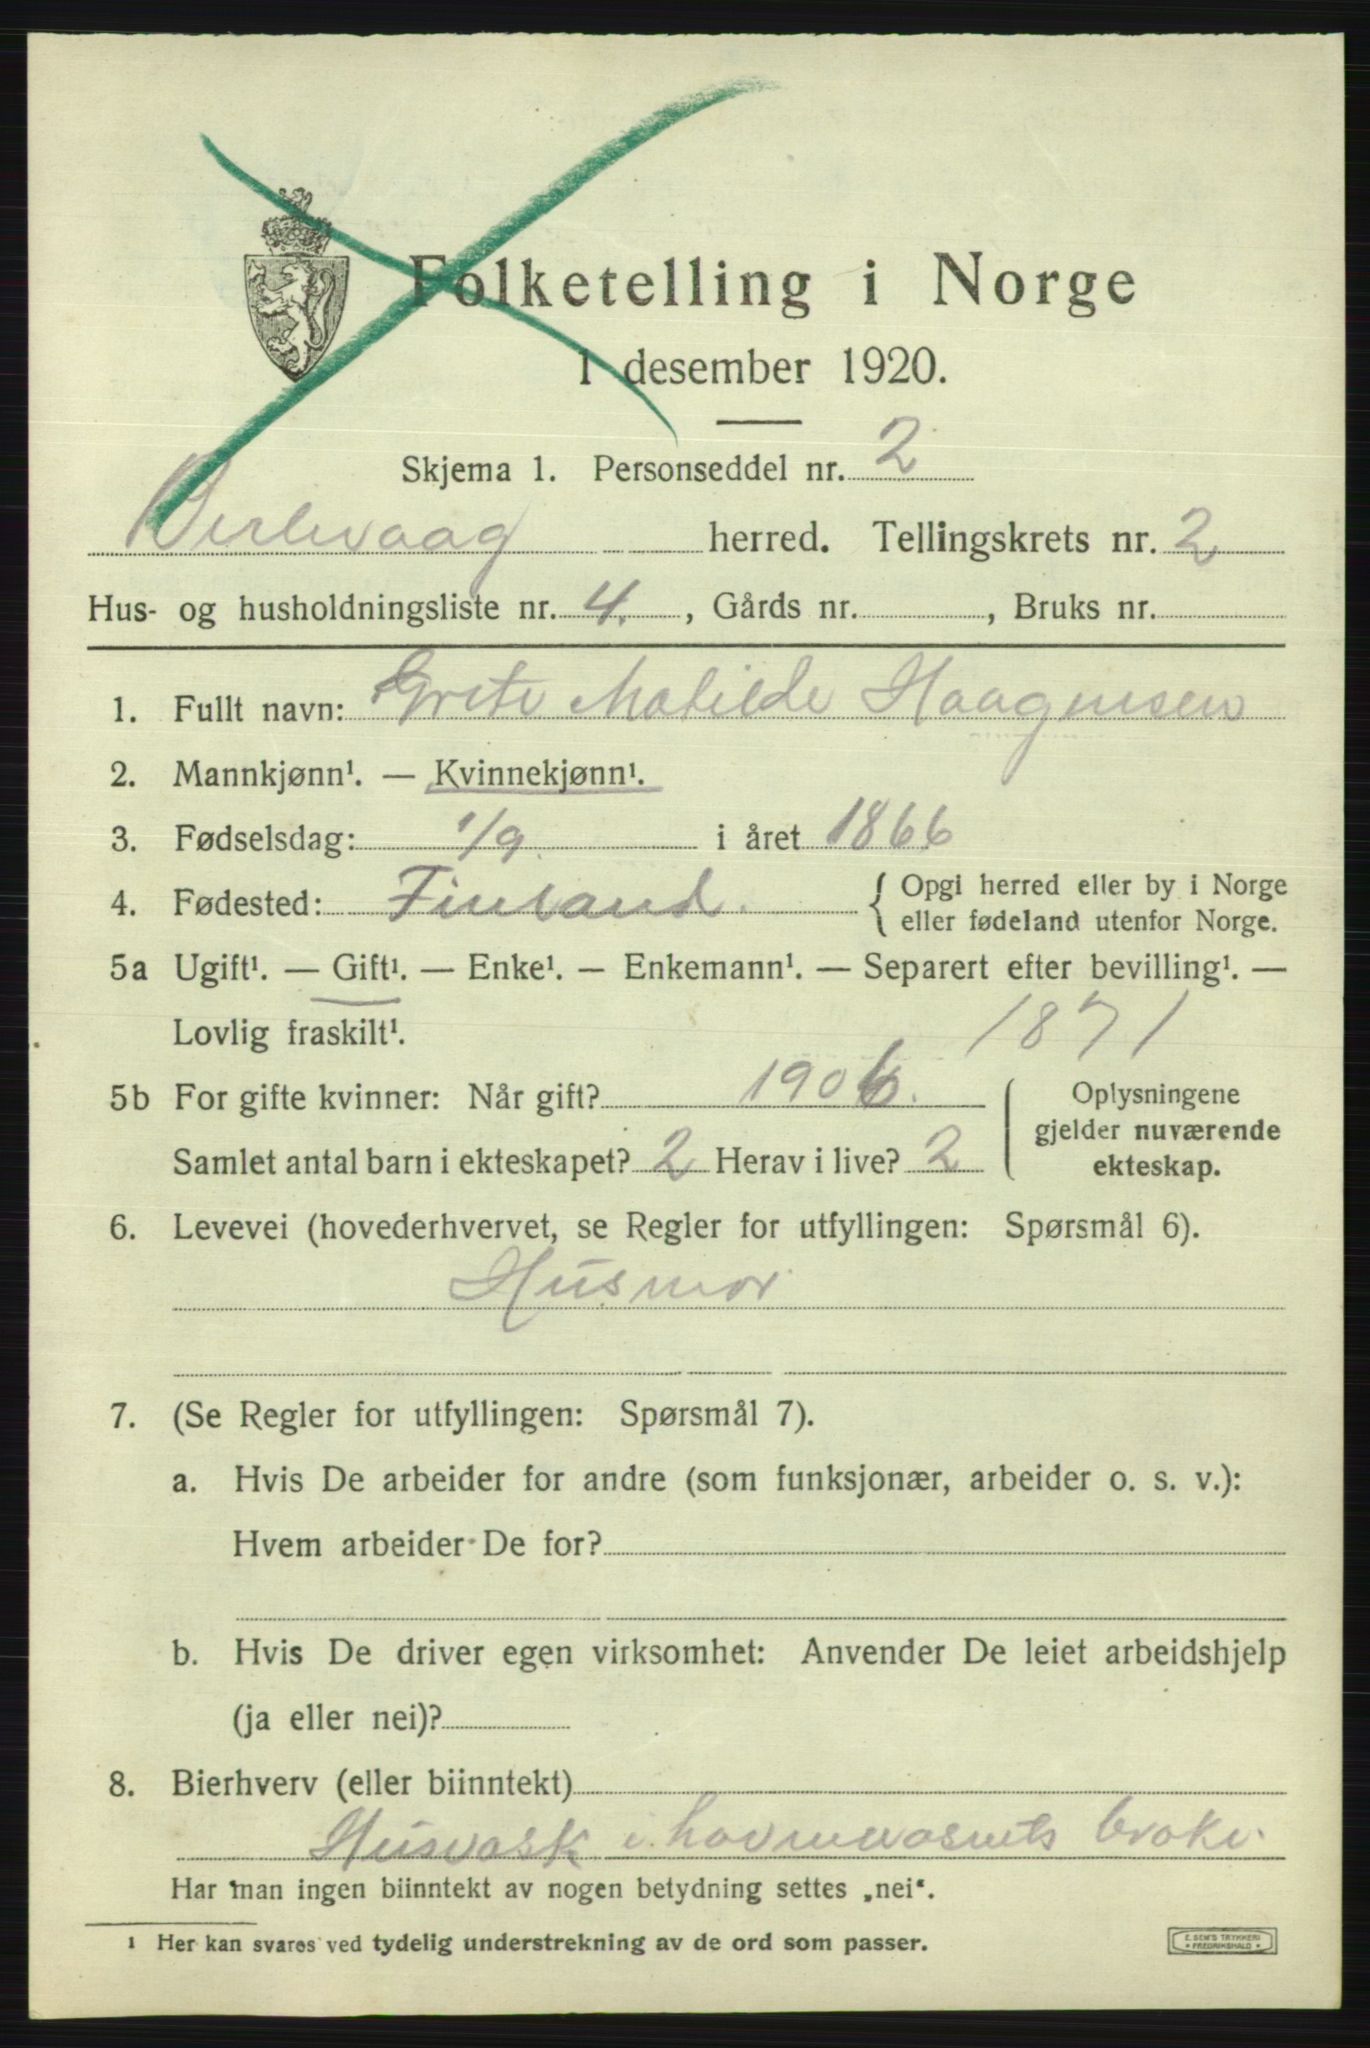 Folketelling i Norge
1 desember 1920.
Skjema 1. Personseddel nr. 2
Berlevaag herred. Tellingskrets nr. 2
Hus- og husholdningsliste nr. 4. , Gårds nr. , Bruks nr.
1. Fullt navn: Grete Matilde Haagensen
2. Mannkjønn¹. — Kvinnekjønn¹.
3. Fødselsdag: 1/9. i året 1866
4. Fødested: Finland. { Opgi herred eller by i Norge
eller fødeland utenfor Norge.
5a Ugift¹. — Gift¹. — Enke¹. — Enkemann¹. — Separert efter bevilling¹. —
Lovlig fraskilt¹. 1871
5b For gifte kvinner: Når gift? 1906.
Samlet antal barn i ekteskapet? 2 Herav i live? 2
Oplysningene
gjelder nuværende
ekteskap.
6. Levevei (hovederhvervet, se Regler for utfyllingen: Spørsmål 6).
Husmor
7. (Se Regler for utfyllingen: Spørsmål 7).
a. Hvis De arbeider for andre (som funksjonær, arbeider o. s. v.):
Hvem arbeider De for?
b. Hvis De driver egen virksomhet: Anvender De leiet arbeidshjelp
(ja eller nei)?
8. Bierhverv (eller biinntekt)
Husvask i havnevæsnets
Har man ingen biinntekt av nogen betydning settes „nei“.
¹ Her kan svares ved tydelig understrekning av de ord som passer.
E. SEM'S TRYKKERI
FREDRIKSHALD